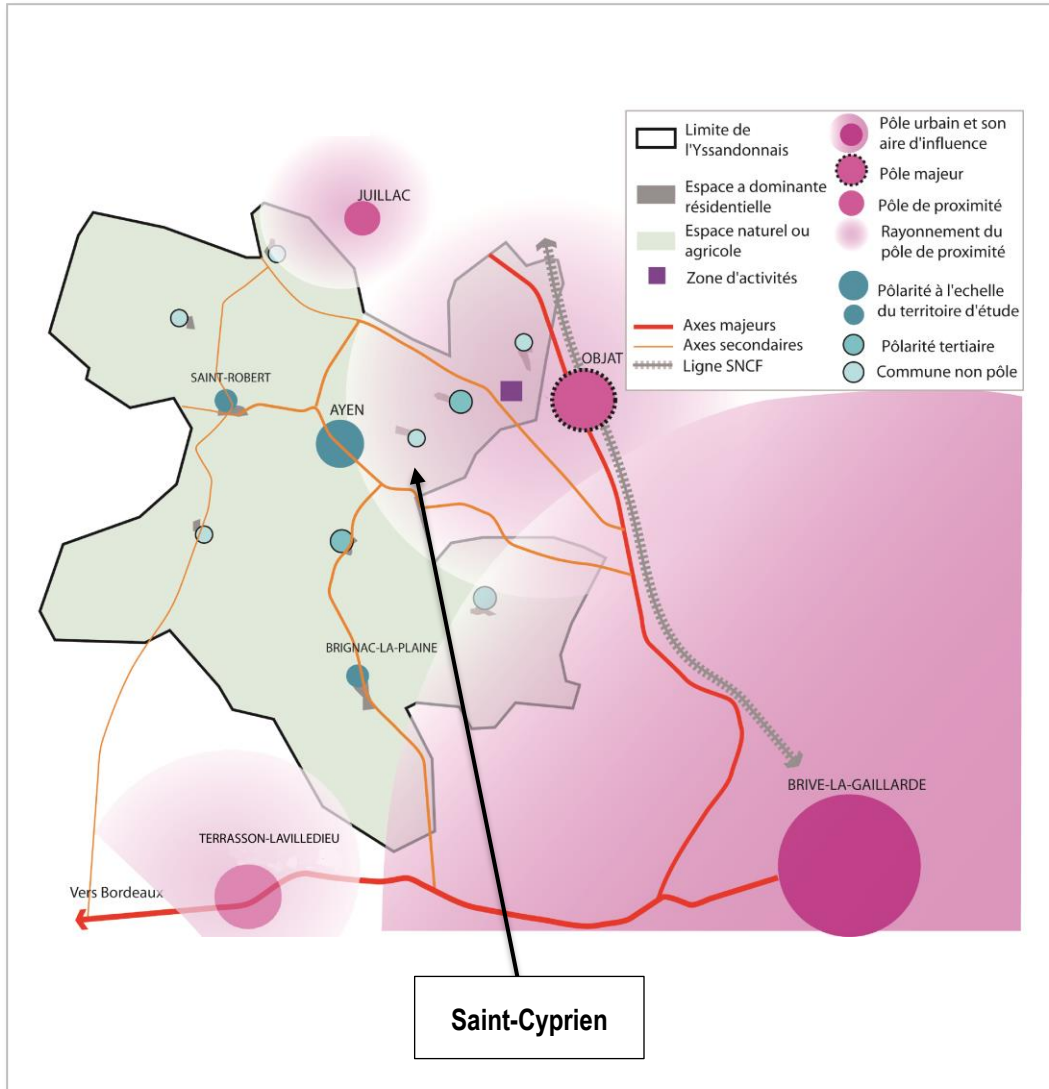 Limite de
l'Yssandonnais
Espace a dominante
résidentielle
Espace naturel ou
agricole
Zone d'activités
Axes majeurs
Axes secondaires
Ligne SNCF
Pôle urbain et son
aire d'influence
Pôle majeur
Pôle de proximité
Rayonnement du
pôle de proximité
Pôlarité à l'echelle
du territoire d'étude
Pôlarité tertiaire
Commune non pôle
JUILLAC
OBJAT
SAINT-ROBERT
AYEN
BRIGNAC-LA-PLAINE
BRIVE-LA-GAILLARDE
TERRASSON-LAVILLEDIEU
Vers Bordeaux
Saint-Cyprien